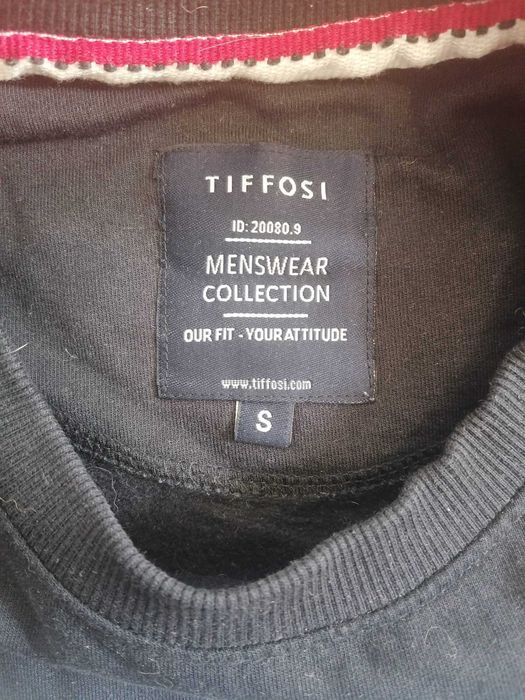 TIFFOSI
ID: 20080.9
MENSWEAR
COLLECTION
OUR FIT - YOUR ATTITUDE
www.tiffosi.com
S